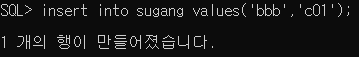 SQL> insert into sugang values('bbb','c01');
1 개의 행이 만들어졌습니다.